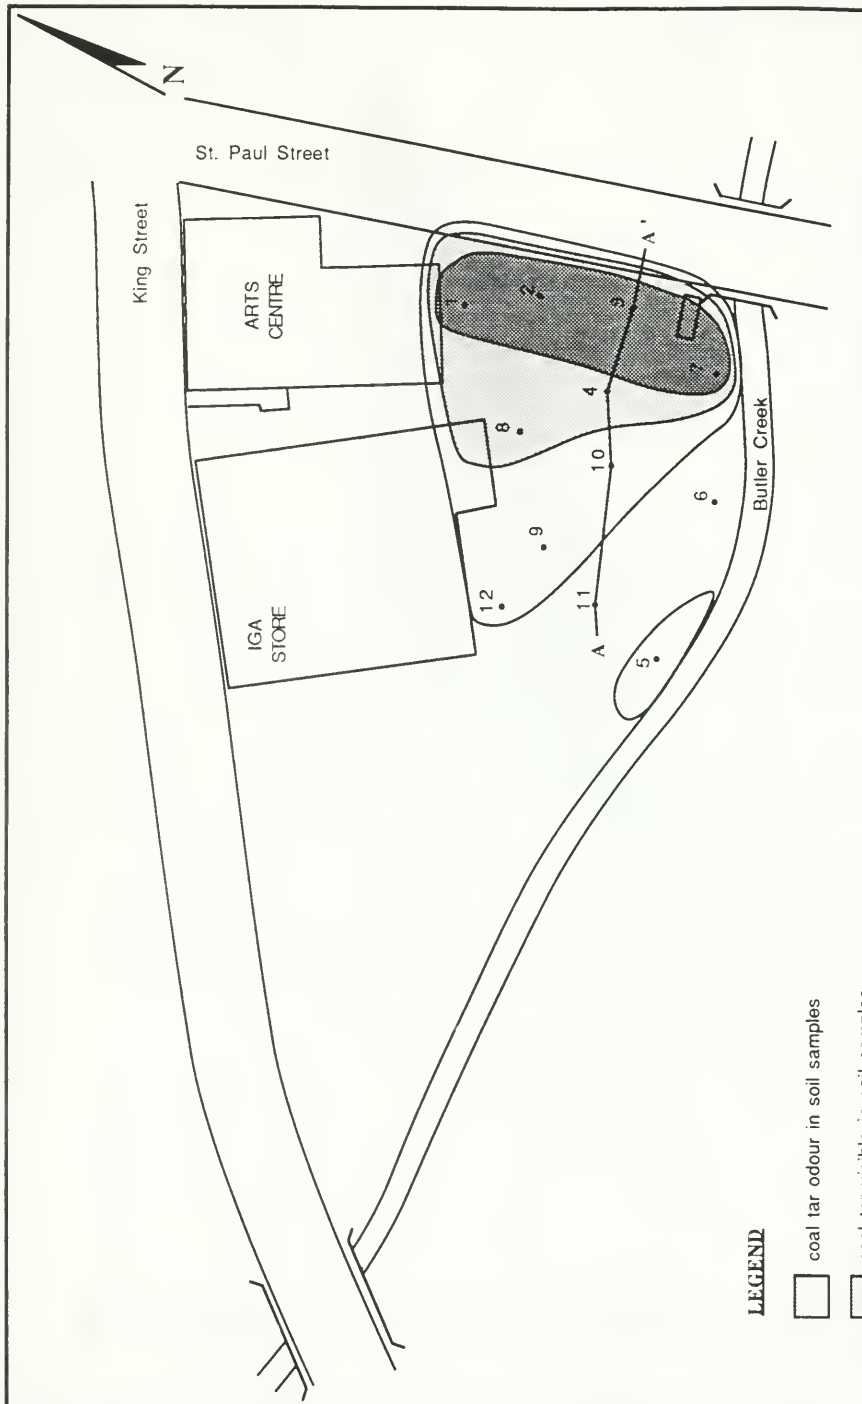 N
St. Paul Street
King Street
ARTS
CENTRE
IGA
STORE
1
2
3
A'
4
7
8
10
9
12
11
A
6
5
Butler Creek
LEGEND
coal tar odour in soil samples